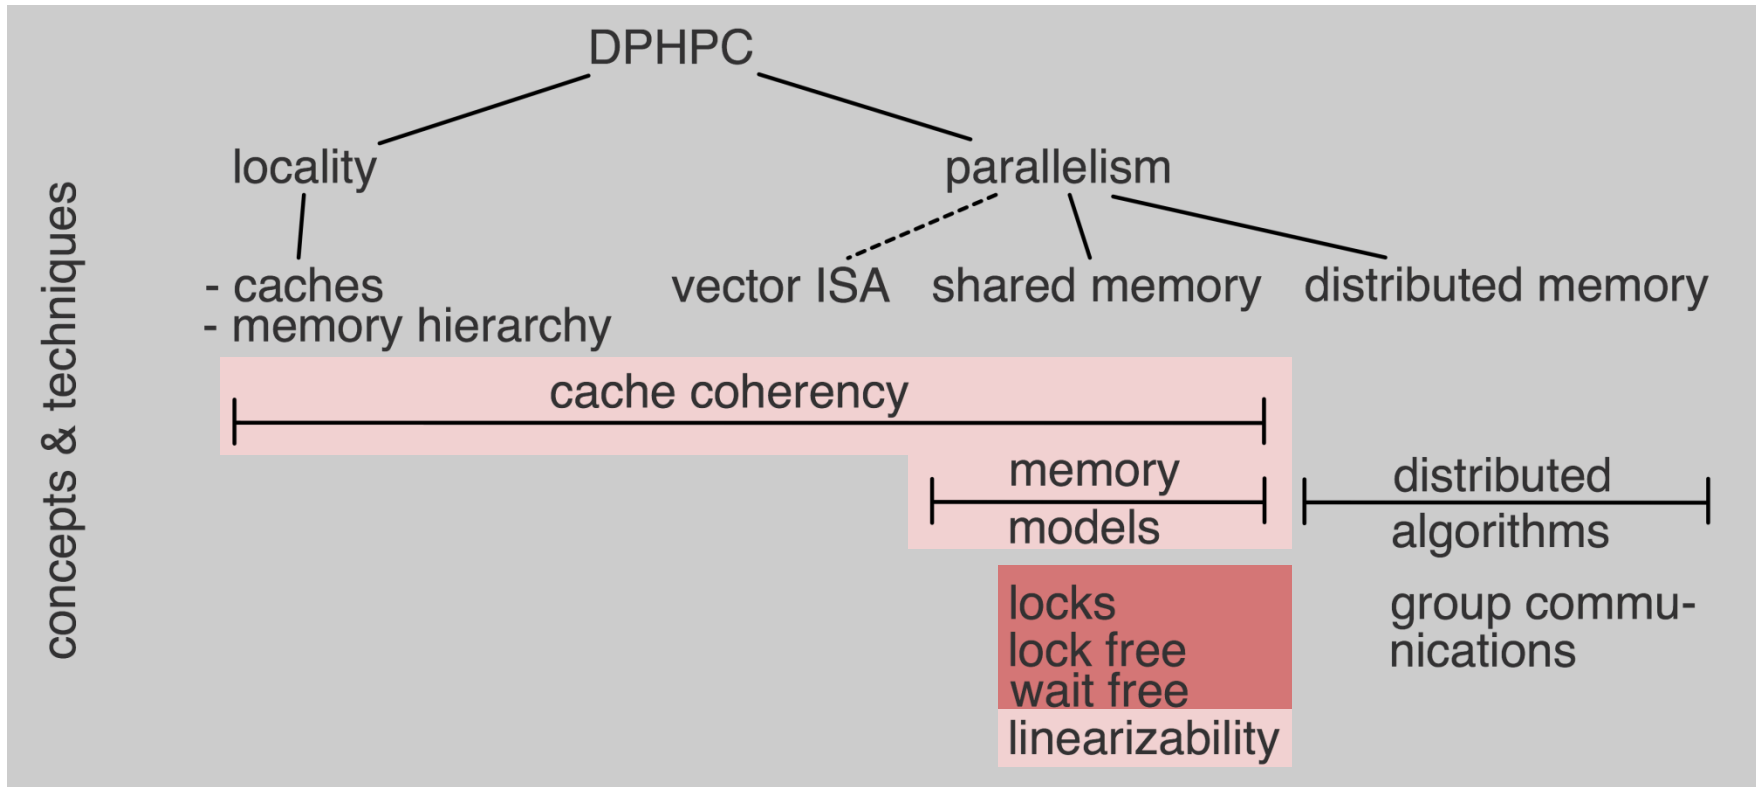 DPHPC
locality
parallelism
- caches
- memory hierarchy
vector ISA
shared memory
distributed memory
concepts & techniques
cache coherency
memory
models
distributed
algorithms
locks
lock free
wait free
linearizability
group commu-
nications